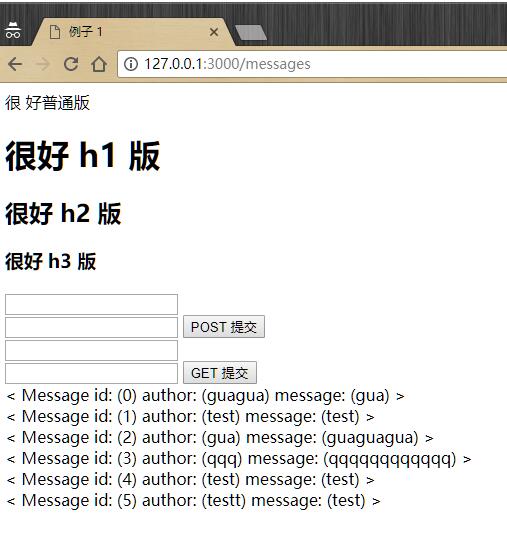 例子 1
127.0.0.1:3000/messages
很 好普通版
很好 h1 版
很好 h2 版
很好 h3 版
POST 提交
GET 提交
< Message id: (0) author: (guagua) message: (gua) >
< Message id: (1) author: (test) message: (test) >
< Message id: (2) author: (gua) message: (guaguagua) >
< Message id: (3) author: (qqq) message: (qqqqqqqqqqqq) >
< Message id: (4) author: (test) message: (test) >
< Message id: (5) author: (testt) message: (test) >